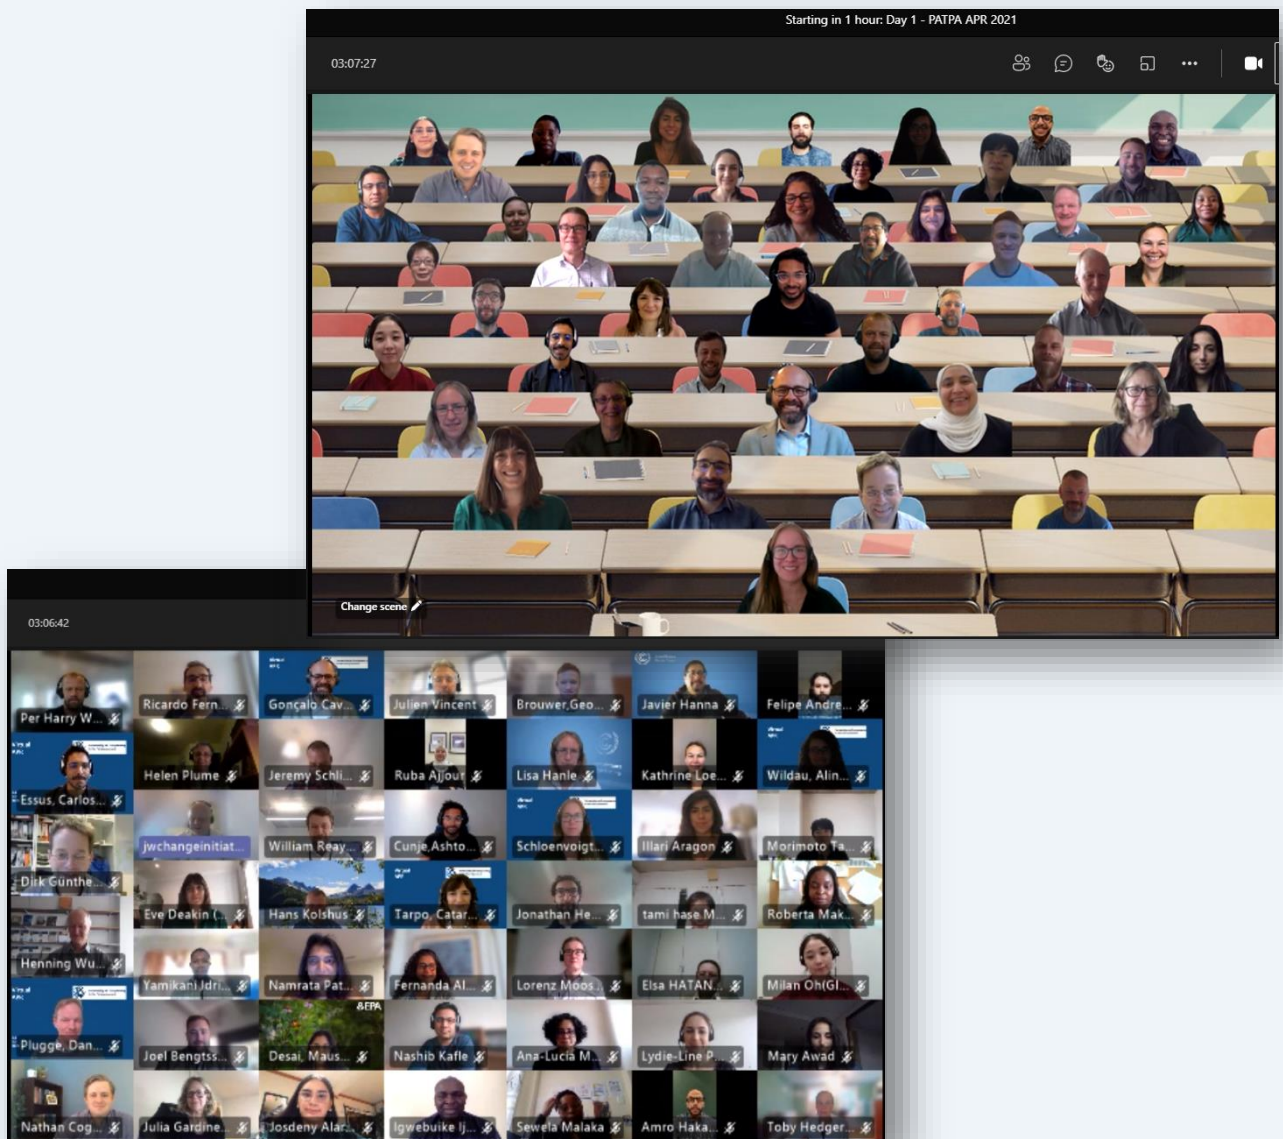 Starting in 1 hour: Day 1 - PATPA APR 2021
03:07:27
Change scene
03:06:42
Per Harry W...
Ricardo Fern...
Gonçalo Cav...
Julien Vincent
Brouwer,Geo...
Javier Hanna
Felipe Andre...
Essus, Carlos...
Helen Plume
Jeremy Schli...
Ruba Ajjour
Lisa Hanle
Kathrine Loe...
Wildau, Alin...
Dirk Günthe...
jwchangeinitiat...
William Reay...
Cunje,Ashto...
Schloenvoigt...
Illari Aragon
Morimoto Ta...
Henning Wu...
Eve Deakin (...
Hans Kolshus
Tarpo, Catar...
Jonathan He...
tami hase M...
Roberta Mak...
Yamikani Idri...
Namrata Pat...
Fernanda Al...
Lorenz Moos...
Elsa HATAN...
Milan Oh(GI...
Plugge, Dan...
Joel Bengtss...
EPA
Desai, Maus...
Nashib Kafle
Ana-Lucia M...
Lydie-Line P...
Mary Awad
Nathan Cog...
Julia Gardine...
Josdeny Alar...
Igwebuike Ij...
Sewela Malaka
Amro Haka...
Toby Hedger...